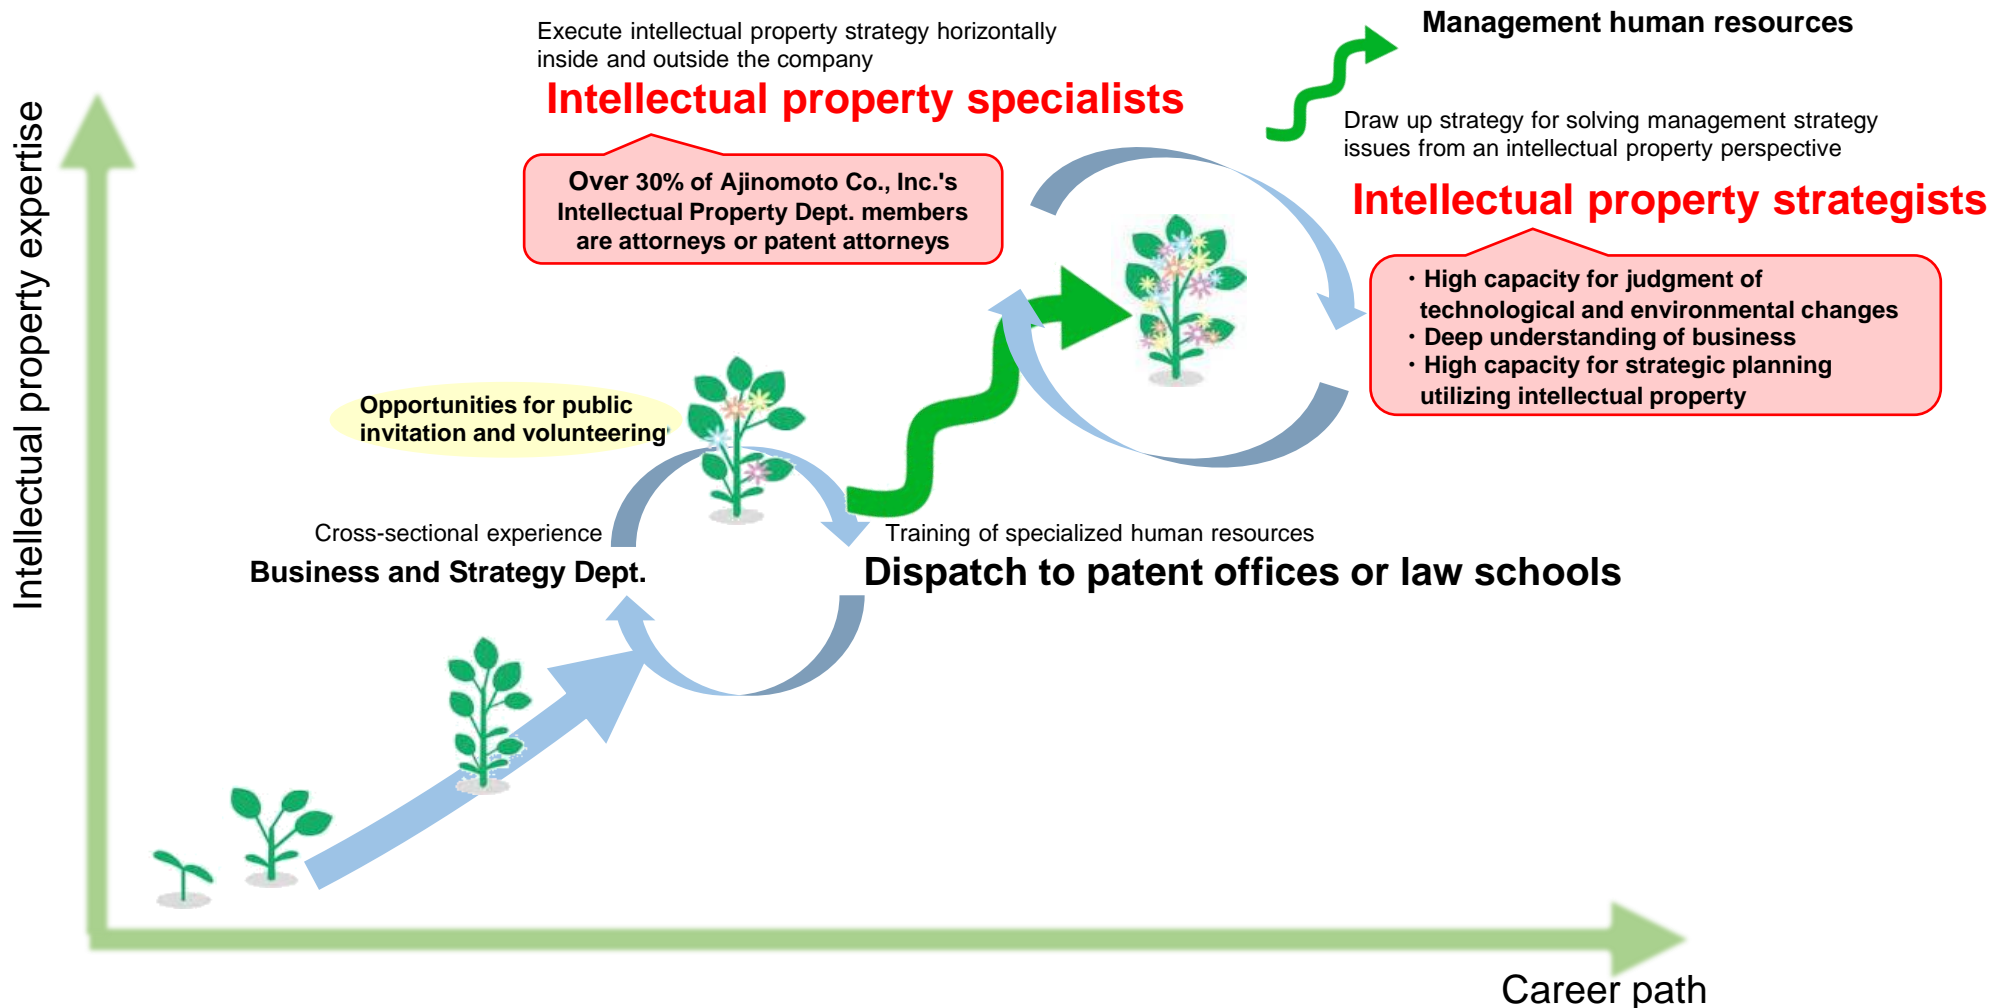 Management human resources
Execute intellectual property strategy horizontally
inside and outside the company
Intellectual property specialists
Over 30% of Ajinomoto Co., Inc.'s
Intellectual Property Dept. members
are attorneys or patent attorneys
Draw up strategy for solving management strategy
issues from an intellectual property perspective
Intellectual property strategists
・High capacity for judgment of
technological and environmental changes
・Deep understanding of business
・High capacity for strategic planning
utilizing intellectual property
Intellectual property expertise
Opportunities for public
invitation and volunteering
Cross-sectional experience
Business and Strategy Dept.
Training of specialized human resources
Dispatch to patent offices or law schools
Career path